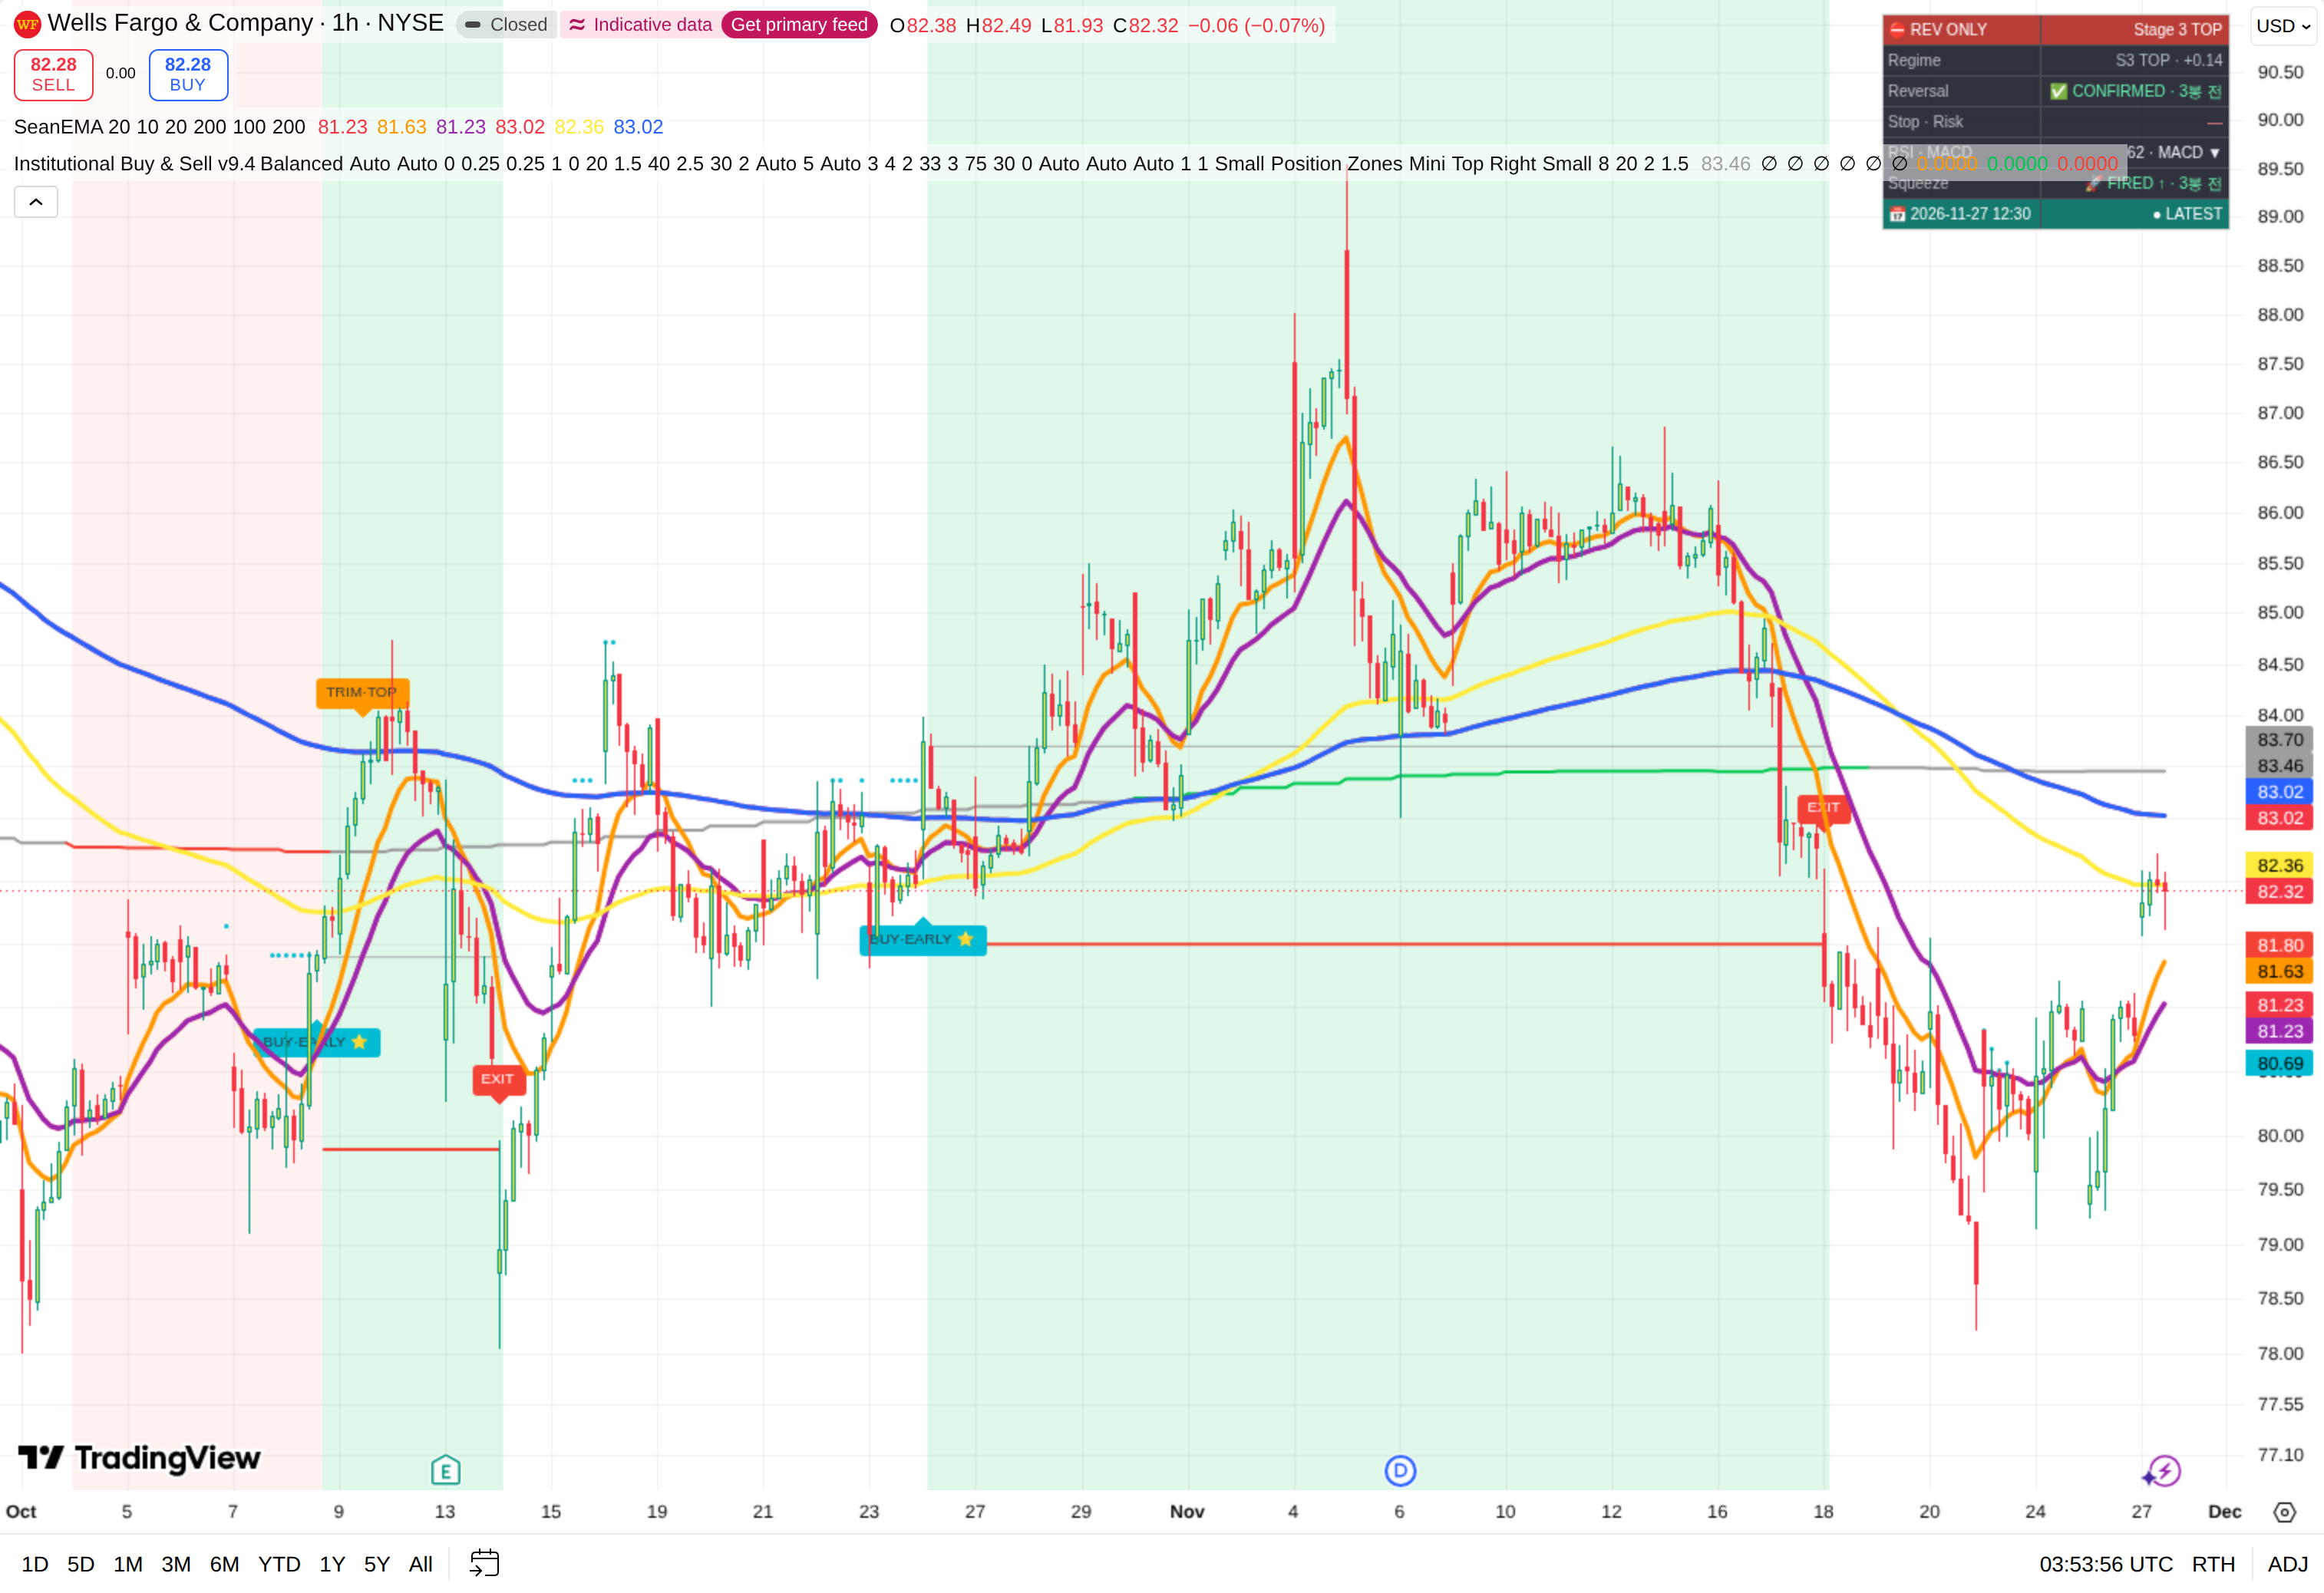 Wells Fargo & Company · 1h · NYSE Closed Indicative data Get primary feed O82.38 H82.49 L81.93 C82.32 −0.06 (−0.07%)
82.28 SELL 0.00 82.28 BUY
SeanEMA 20 10 20 200 100 200 81.23 81.63 81.23 83.02 82.36 83.02
Institutional Buy & Sell v9.4 Balanced Auto Auto 0 0.25 0.25 1 0 20 1.5 40 2.5 30 2 Auto 5 Auto 3 4 2 33 3 75 30 0 Auto Auto Auto 1 1 Small Position Zones Mini Top Right Small 8 20 2 1.5 83.46 ∅ ∅ ∅ ∅ ∅ ∅ 0.0000 0.0000 0.0000
⛔ REV ONLY Stage 3 TOP
Regime S3 TOP · +0.14
Reversal ✅ CONFIRMED · 3봉 전
Stop · Risk —
RSI · MACD 62 · MACD ▼
Squeeze 🚀 FIRED ↑ · 3봉 전
📅 2026-11-27 12:30 ● LATEST
USD
90.50
90.00
89.50
89.00
88.50
88.00
87.50
87.00
86.50
86.00
85.50
85.00
84.50
84.00
83.70
83.46
83.02
83.02
82.36
82.32
81.80
81.63
81.23
81.23
80.69
80.00
79.50
79.00
78.50
78.00
77.55
77.10
TRIM·TOP
EXIT
BUY·EARLY ⭐
BUY·EARLY ⭐
EXIT
TradingView
E
D
Oct 5 7 9 13 15 19 21 23 27 29 Nov 4 6 10 12 16 18 20 24 27 Dec
1D 5D 1M 3M 6M YTD 1Y 5Y All 03:53:56 UTC RTH ADJ